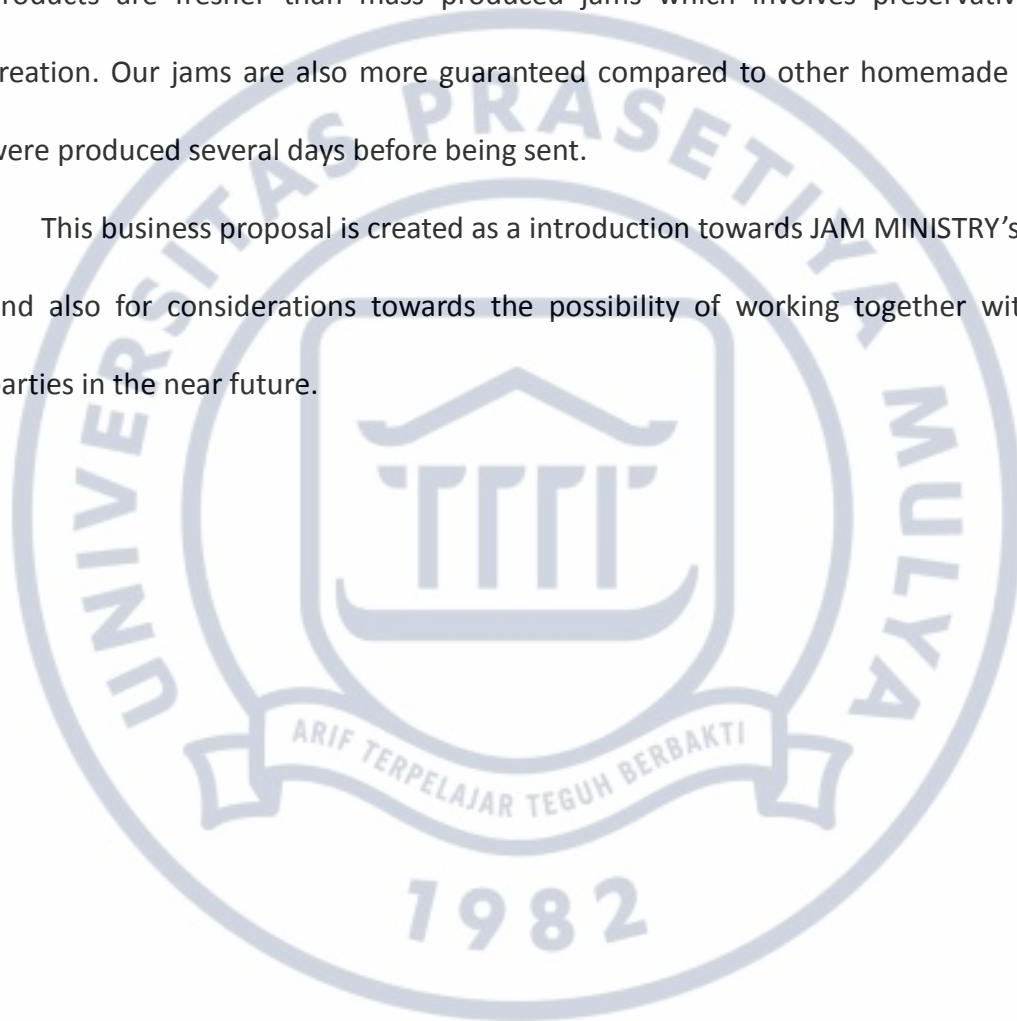 products are fresher than mass produced jams which involves preservativ
reation. Our jams are also more guaranteed compared to other homemade
were produced several days before being sent.
This business proposal is created as a introduction towards JAM MINISTRY’s
nd also for considerations towards the possibility of working together wit
parties in the near future.
UNIVERSITAS PRASETIYA MULYA
ARIF TERPELAJAR TEGUH BERBAKTI
1982